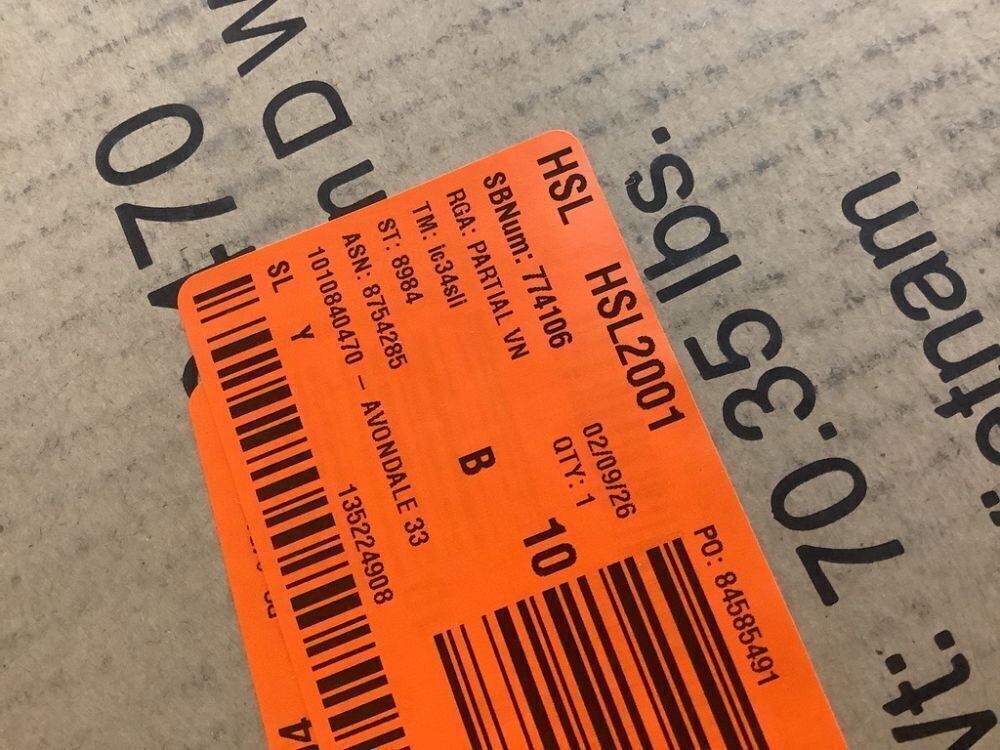 HSL HSL2001
SBNum: 774106 02/09/26 PO: 84585491
RGA: PARTIAL VN QTY: 1
TM: ic34sli 10
ST: 8984 B
ASN: 8754285
1010840470 – AVONDALE 33
SL Y 135224908
70.35 lbs.